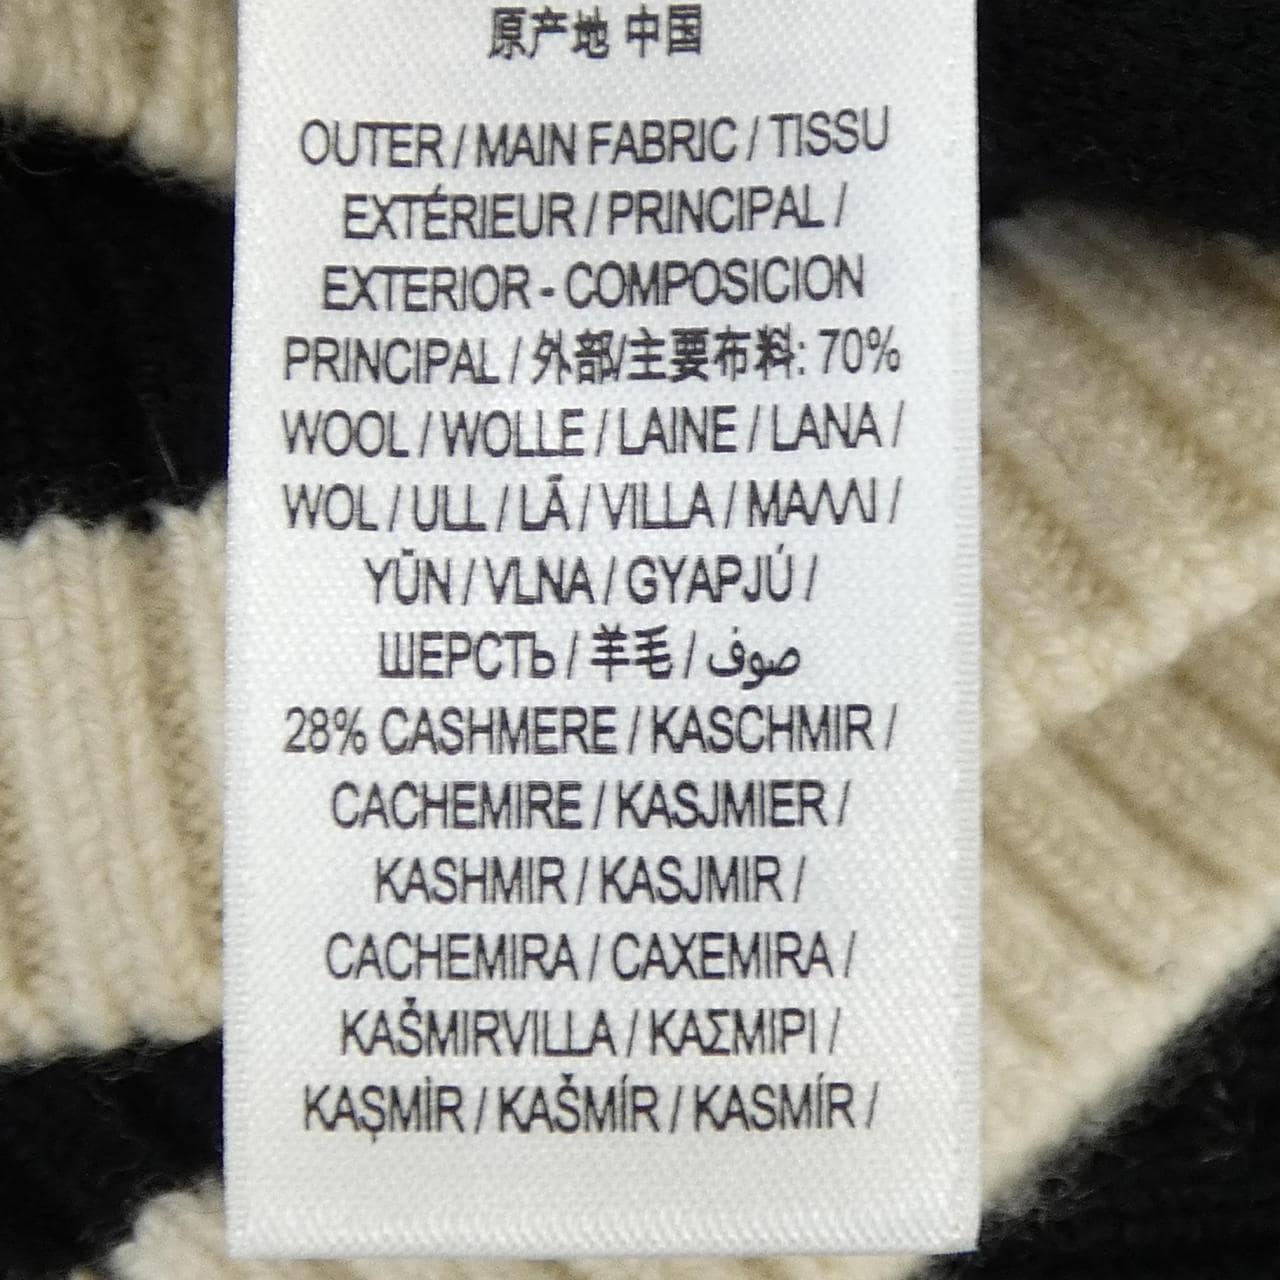 原产地 中国
OUTER / MAIN FABRIC / TISSU
EXTÉRIEUR / PRINCIPAL /
EXTERIOR - COMPOSICION
PRINCIPAL / 外部/主要布料: 70%
WOOL / WOLLE / LAINE / LANA /
WOL / ULL / LÃ / VILLA / ΜΑΛΛΙ /
YÜN / VLNA / GYAPJÚ /
ШЕРСТЬ / 羊毛 / صوف
28% CASHMERE / KASCHMIR /
CACHEMIRE / KASJMIER /
KASHMIR / KASJMIR /
CACHEMIRA / CAXEMIRA /
KAŠMIRVILLA / ΚΑΣΜΙΡΙ /
KAŞMİR / KAŠMÍR / KASMÍR /